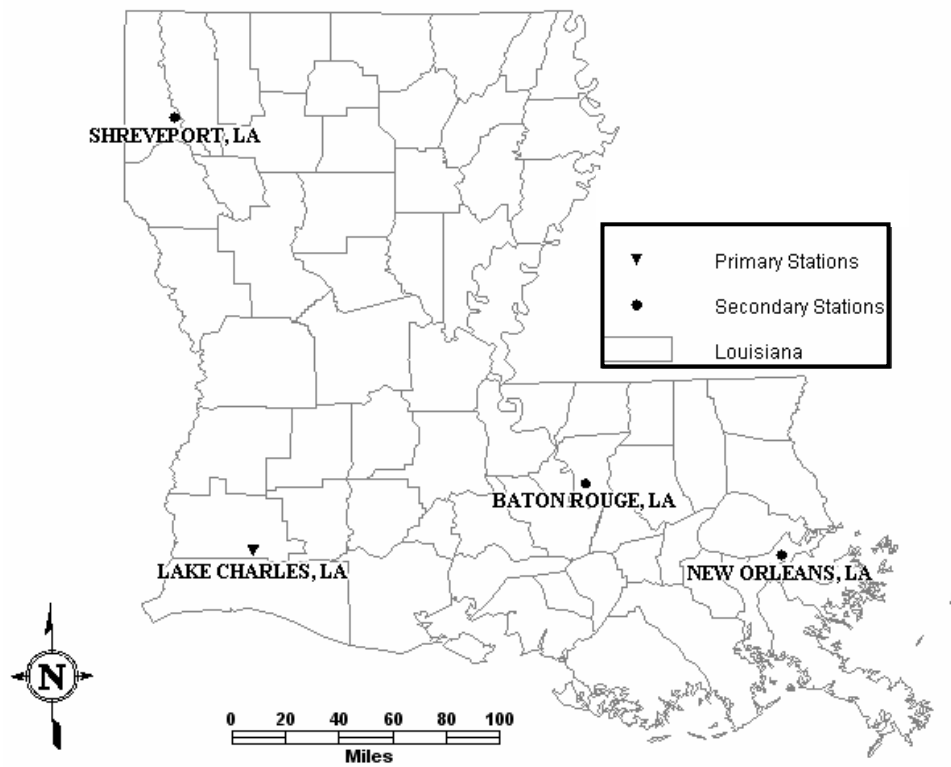 SHREVEPORT, LA
Primary Stations
Secondary Stations
Louisiana
BATON ROUGE, LA
LAKE CHARLES, LA
NEW ORLEANS, LA
N
0 20 40 60 80 100
Miles